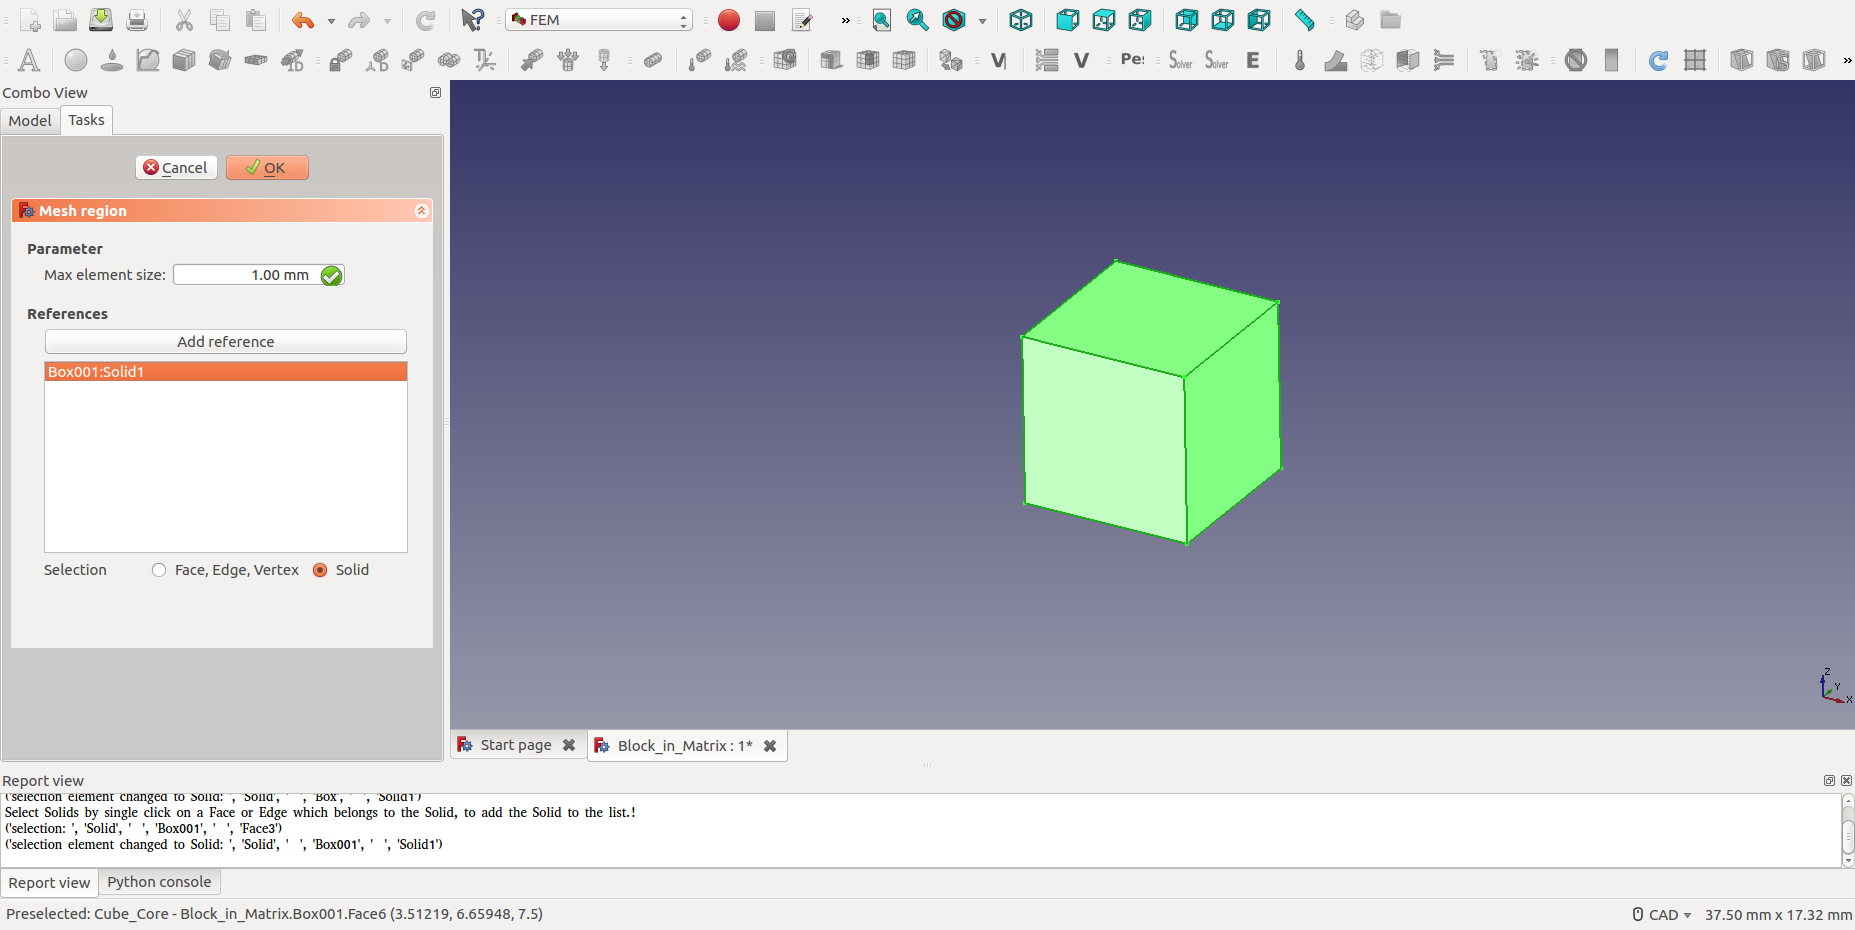 FEM
»
A
V
V
Pe:
Solver
Solver
E
»
Combo View
Model
Tasks
Cancel
OK
Mesh region
Parameter
Max element size:
1.00 mm
References
Add reference
Box001:Solid1
Selection
Face, Edge, Vertex
Solid
Z
Y
X
Start page
Block_in_Matrix : 1*
Report view
('selection element changed to Solid: ', 'Solid', ' ', 'Box', ' ', 'Solid1')
Select Solids by single click on a Face or Edge which belongs to the Solid, to add the Solid to the list.!
('selection: ', 'Solid', ' ', 'Box001', ' ', 'Face3')
('selection element changed to Solid: ', 'Solid', ' ', 'Box001', ' ', 'Solid1')
Report view
Python console
Preselected: Cube_Core - Block_in_Matrix.Box001.Face6 (3.51219, 6.65948, 7.5)
CAD
37.50 mm x 17.32 mm